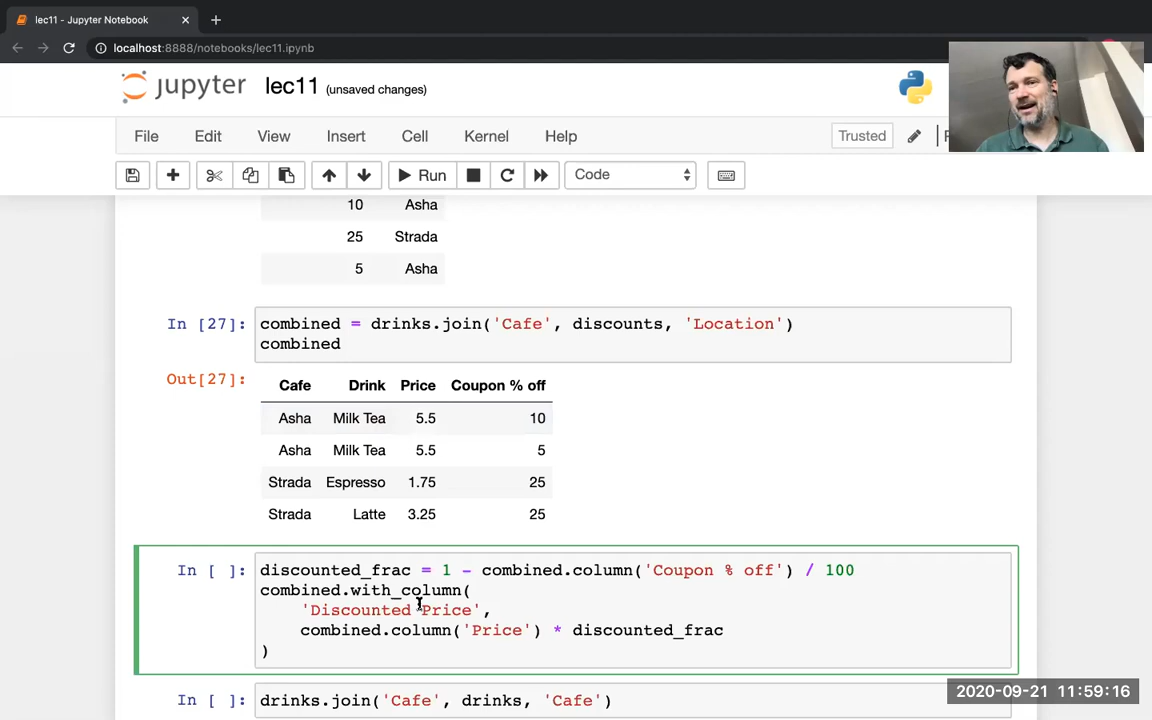 lec11 - Jupyter Notebook
localhost:8888/notebooks/lec11.ipynb
jupyter lec11 (unsaved changes)
File Edit View Insert Cell Kernel Help Trusted
Run Code
10 Asha
25 Strada
5 Asha
In [27]: combined = drinks.join('Cafe', discounts, 'Location')
combined
Out[27]:
Cafe Drink Price Coupon % off
Asha Milk Tea 5.5 10
Asha Milk Tea 5.5 5
Strada Espresso 1.75 25
Strada Latte 3.25 25
In [ ]: discounted_frac = 1 - combined.column('Coupon % off') / 100
combined.with_column(
'Discounted Price',
combined.column('Price') * discounted_frac
)
In [ ]: drinks.join('Cafe', drinks, 'Cafe')
2020-09-21 11:59:16